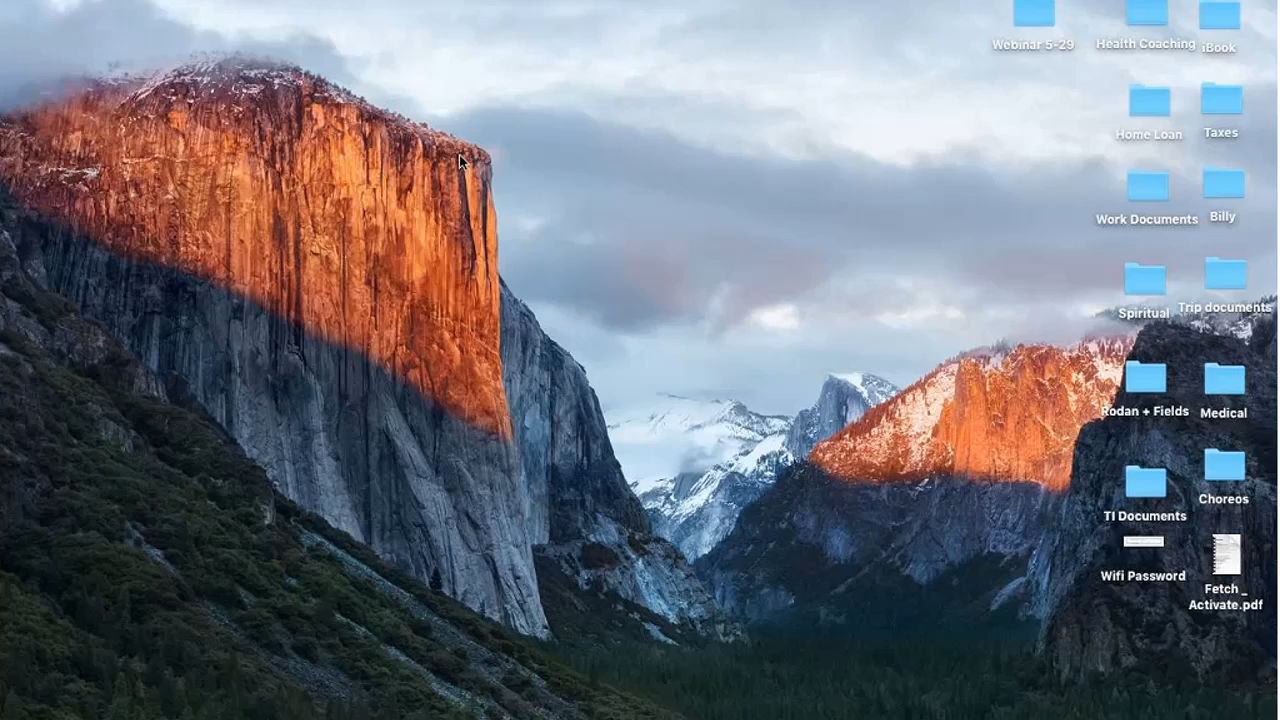 Webinar 5-29
Health Coaching
iBook
Home Loan
Taxes
Work Documents
Billy
Spiritual
Trip documents
Rodan + Fields
Medical
TI Documents
Choreos
Wifi Password
Fetch_
Activate.pdf